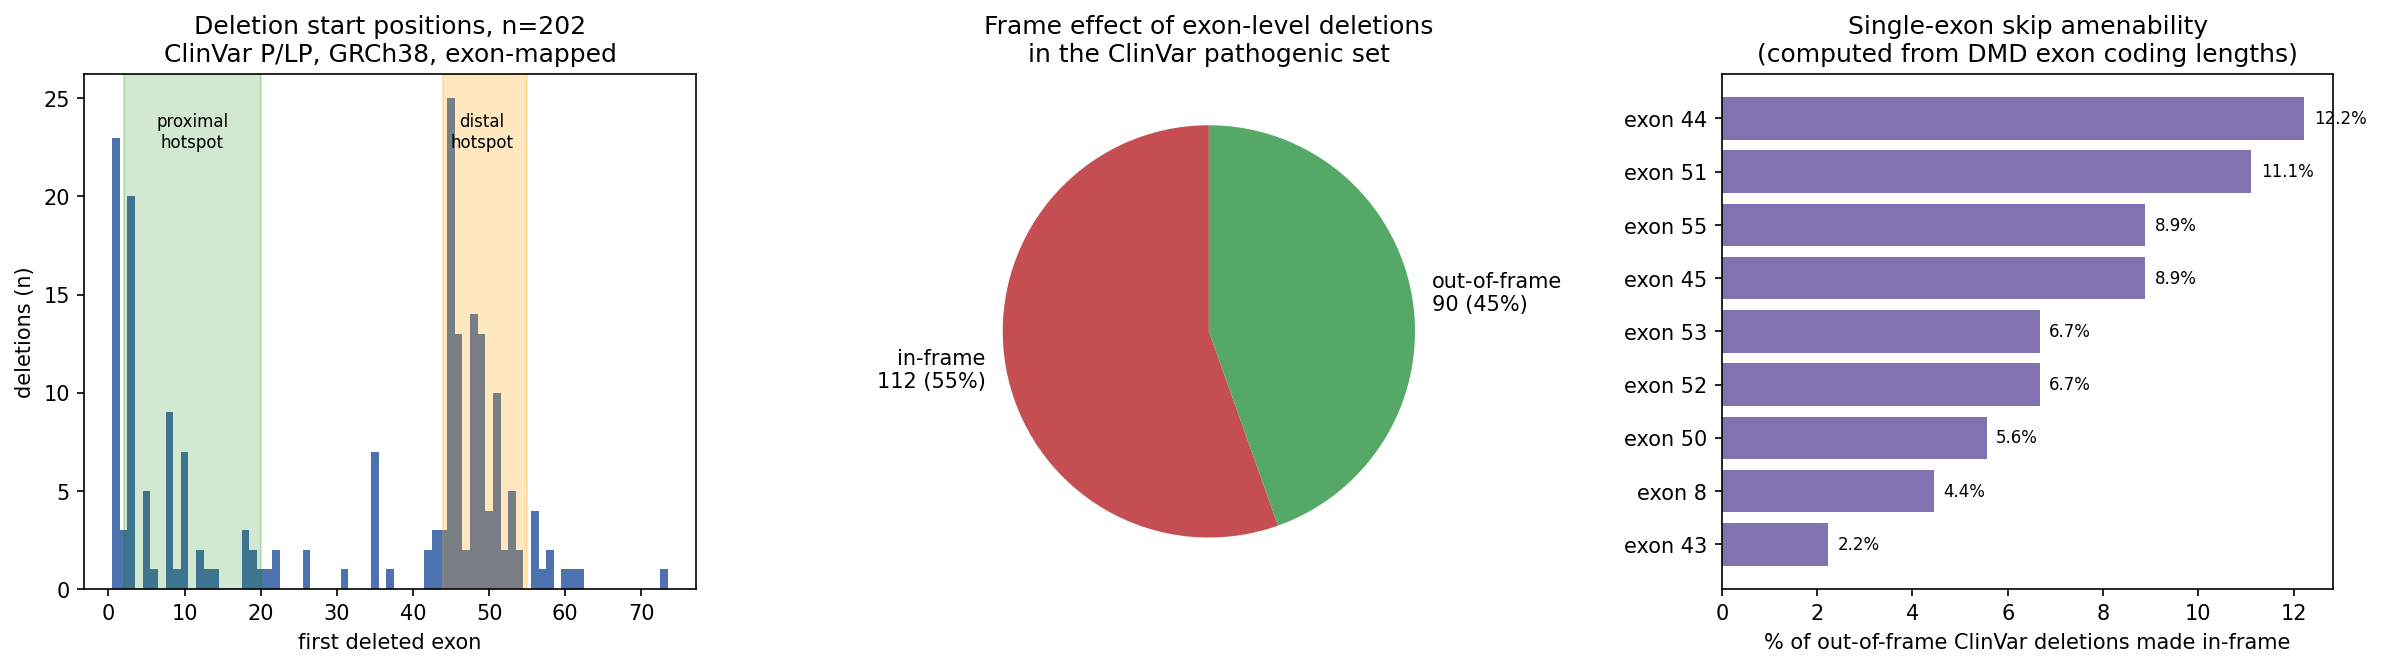 Deletion start positions, n=202
ClinVar P/LP, GRCh38, exon-mapped
proximal
hotspot
distal
hotspot
25
20
15
10
5
0
deletions (n)
0 10 20 30 40 50 60 70
first deleted exon
Frame effect of exon-level deletions
in the ClinVar pathogenic set
out-of-frame
90 (45%)
in-frame
112 (55%)
Single-exon skip amenability
(computed from DMD exon coding lengths)
exon 44 12.2%
exon 51 11.1%
exon 55 8.9%
exon 45 8.9%
exon 53 6.7%
exon 52 6.7%
exon 50 5.6%
exon 8 4.4%
exon 43 2.2%
0 2 4 6 8 10 12
% of out-of-frame ClinVar deletions made in-frame